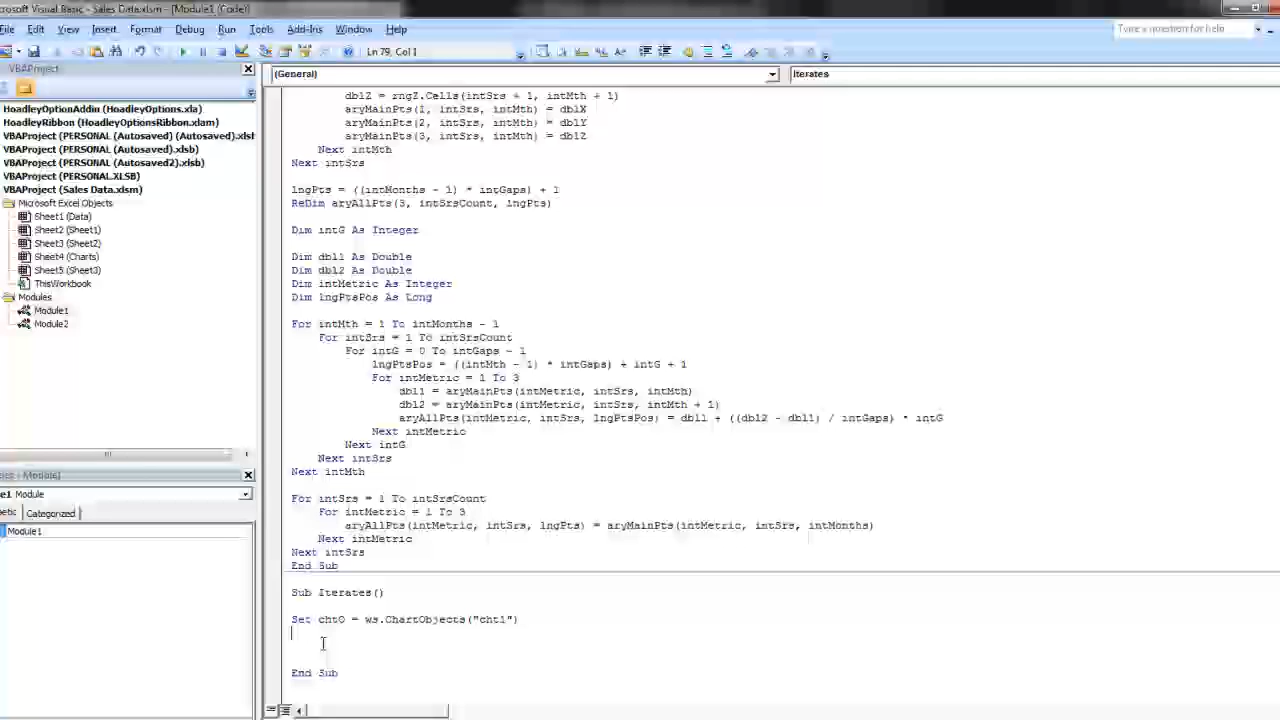 rosoft Visual Basic - Sales Data.xlsm - [Module1 (Code)]
File Edit View Insert Format Debug Run Tools Add-Ins Window Help Type a question for help
Ln 79, Col 1
VBAProject
(General) Iterates
HoadleyOptionAddin (HoadleyOptions.xla)
HoadleyRibbon (HoadleyOptionsRibbon.xlam)
VBAProject (PERSONAL (Autosaved) (Autosaved).xlsb
VBAProject (PERSONAL (Autosaved).xlsb)
VBAProject (PERSONAL (Autosaved2).xlsb)
VBAProject (PERSONAL.XLSB)
VBAProject (Sales Data.xlsm)
Microsoft Excel Objects
Sheet1 (Data)
Sheet2 (Sheet1)
Sheet3 (Sheet2)
Sheet4 (Charts)
Sheet5 (Sheet3)
ThisWorkbook
Modules
Module1
Module2
es - Module1
e1 Module
etic Categorized
Module1
dblZ = rngZ.Cells(intSrs + 1, intMth + 1)
aryMainPts(1, intSrs, intMth) = dblX
aryMainPts(2, intSrs, intMth) = dblY
aryMainPts(3, intSrs, intMth) = dblZ
Next intMth
Next intSrs
lngPts = ((intMonths - 1) * intGaps) + 1
ReDim aryAllPts(3, intSrsCount, lngPts)
Dim intG As Integer
Dim dbl1 As Double
Dim dbl2 As Double
Dim intMetric As Integer
Dim lngPtsPos As Long
For intMth = 1 To intMonths - 1
For intSrs = 1 To intSrsCount
For intG = 0 To intGaps - 1
lngPtsPos = ((intMth - 1) * intGaps) + intG + 1
For intMetric = 1 To 3
dbl1 = aryMainPts(intMetric, intSrs, intMth)
dbl2 = aryMainPts(intMetric, intSrs, intMth + 1)
aryAllPts(intMetric, intSrs, lngPtsPos) = dbl1 + ((dbl2 - dbl1) / intGaps) * intG
Next intMetric
Next intG
Next intSrs
Next intMth
For intSrs = 1 To intSrsCount
For intMetric = 1 To 3
aryAllPts(intMetric, intSrs, lngPts) = aryMainPts(intMetric, intSrs, intMonths)
Next intMetric
Next intSrs
End Sub
Sub Iterates()
Set chtO = ws.ChartObjects("cht1")
End Sub